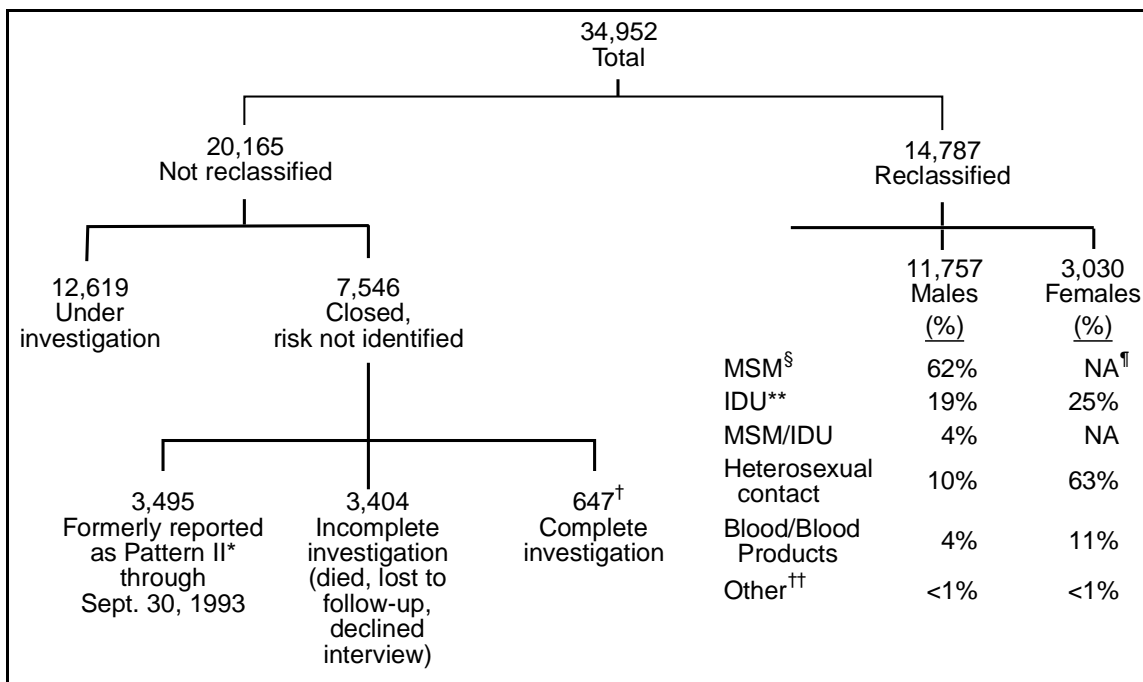 34,952
Total
20,165
Not reclassified
14,787
Reclassified
12,619
Under
investigation
7,546
Closed,
risk not identified
3,495
Formerly reported
as Pattern II*
through
Sept. 30, 1993
3,404
Incomplete
investigation
(died, lost to
follow-up,
declined
interview)
647†
Complete
investigation
11,757 3,030
Males Females
(%) (%)
MSM§ 62% NA¶
IDU** 19% 25%
MSM/IDU 4% NA
Heterosexual
contact 10% 63%
Blood/Blood
Products 4% 11%
Other†† <1% <1%